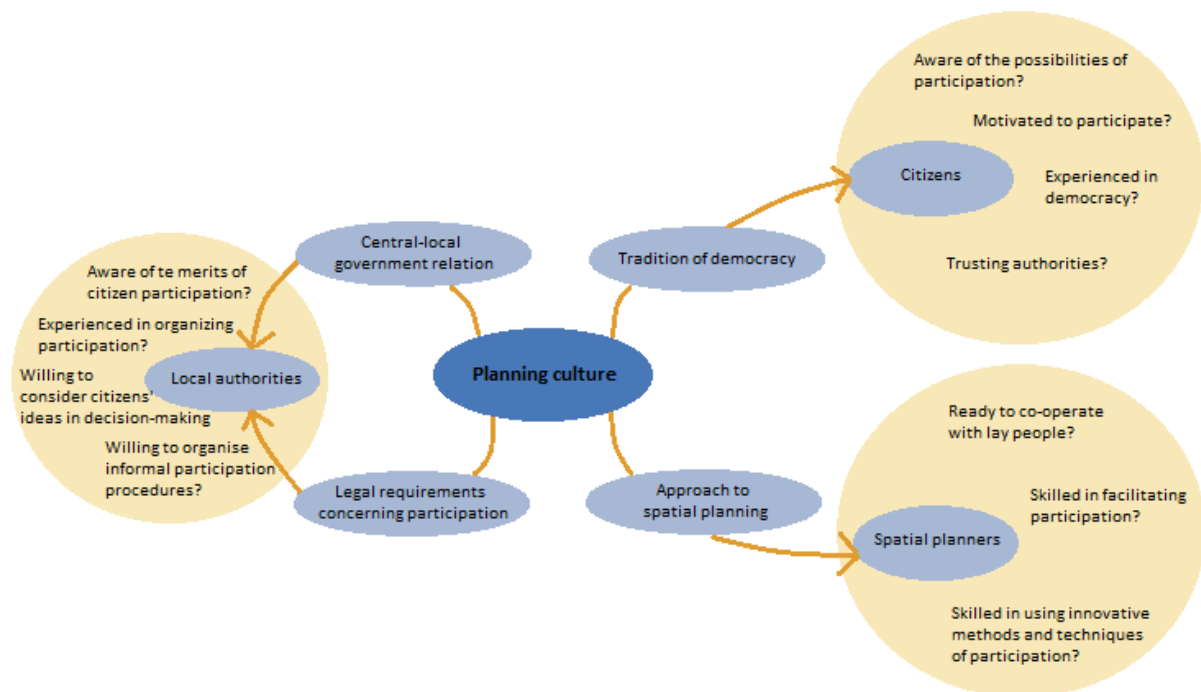 Aware of the possibilities of
participation?
Motivated to participate?
Citizens
Experienced in
democracy?
Trusting authorities?
Central-local
government relation
Tradition of democracy
Aware of te merits of
citizen participation?
Experienced in organizing
participation?
Local authorities
Willing to
consider citizens'
ideas in decision-making
Willing to organise
informal participation
procedures?
Planning culture
Legal requirements
concerning participation
Approach to
spatial planning
Ready to co-operate
with lay people?
Skilled in facilitating
participation?
Spatial planners
Skilled in using innovative
methods and techniques
of participation?